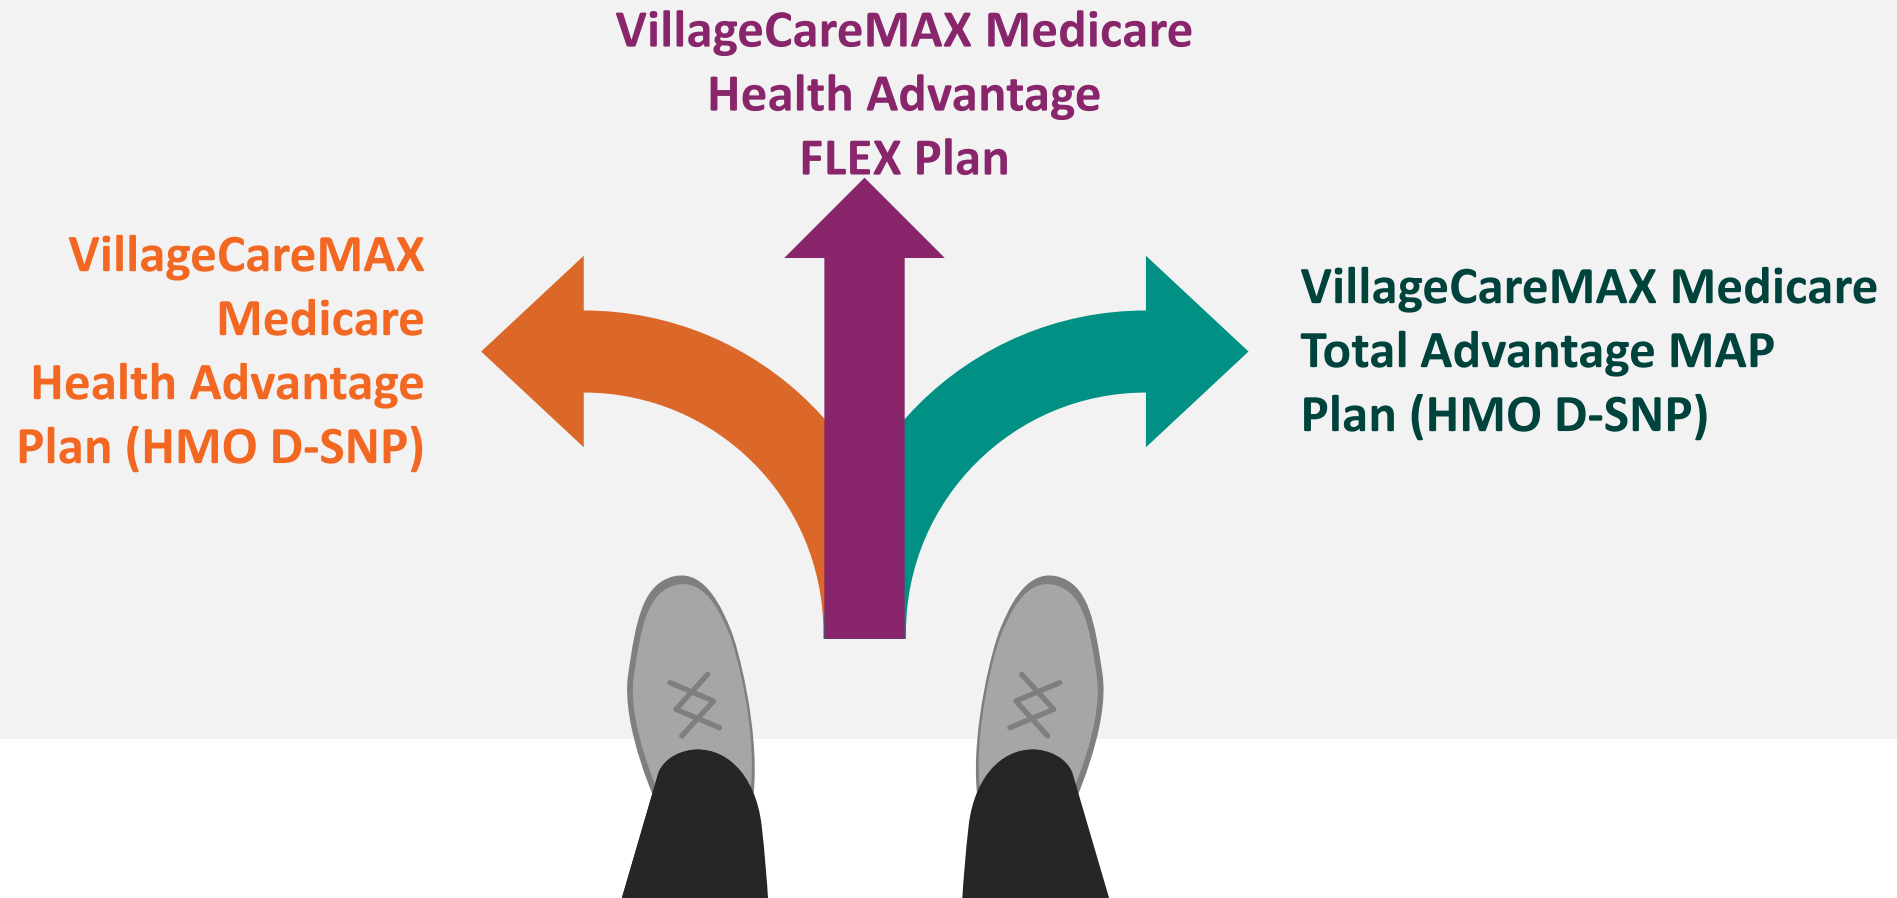 VillageCareMAX Medicare
Health Advantage
FLEX Plan
VillageCareMAX
Medicare
Health Advantage
Plan (HMO D-SNP)
VillageCareMAX Medicare
Total Advantage MAP
Plan (HMO D-SNP)